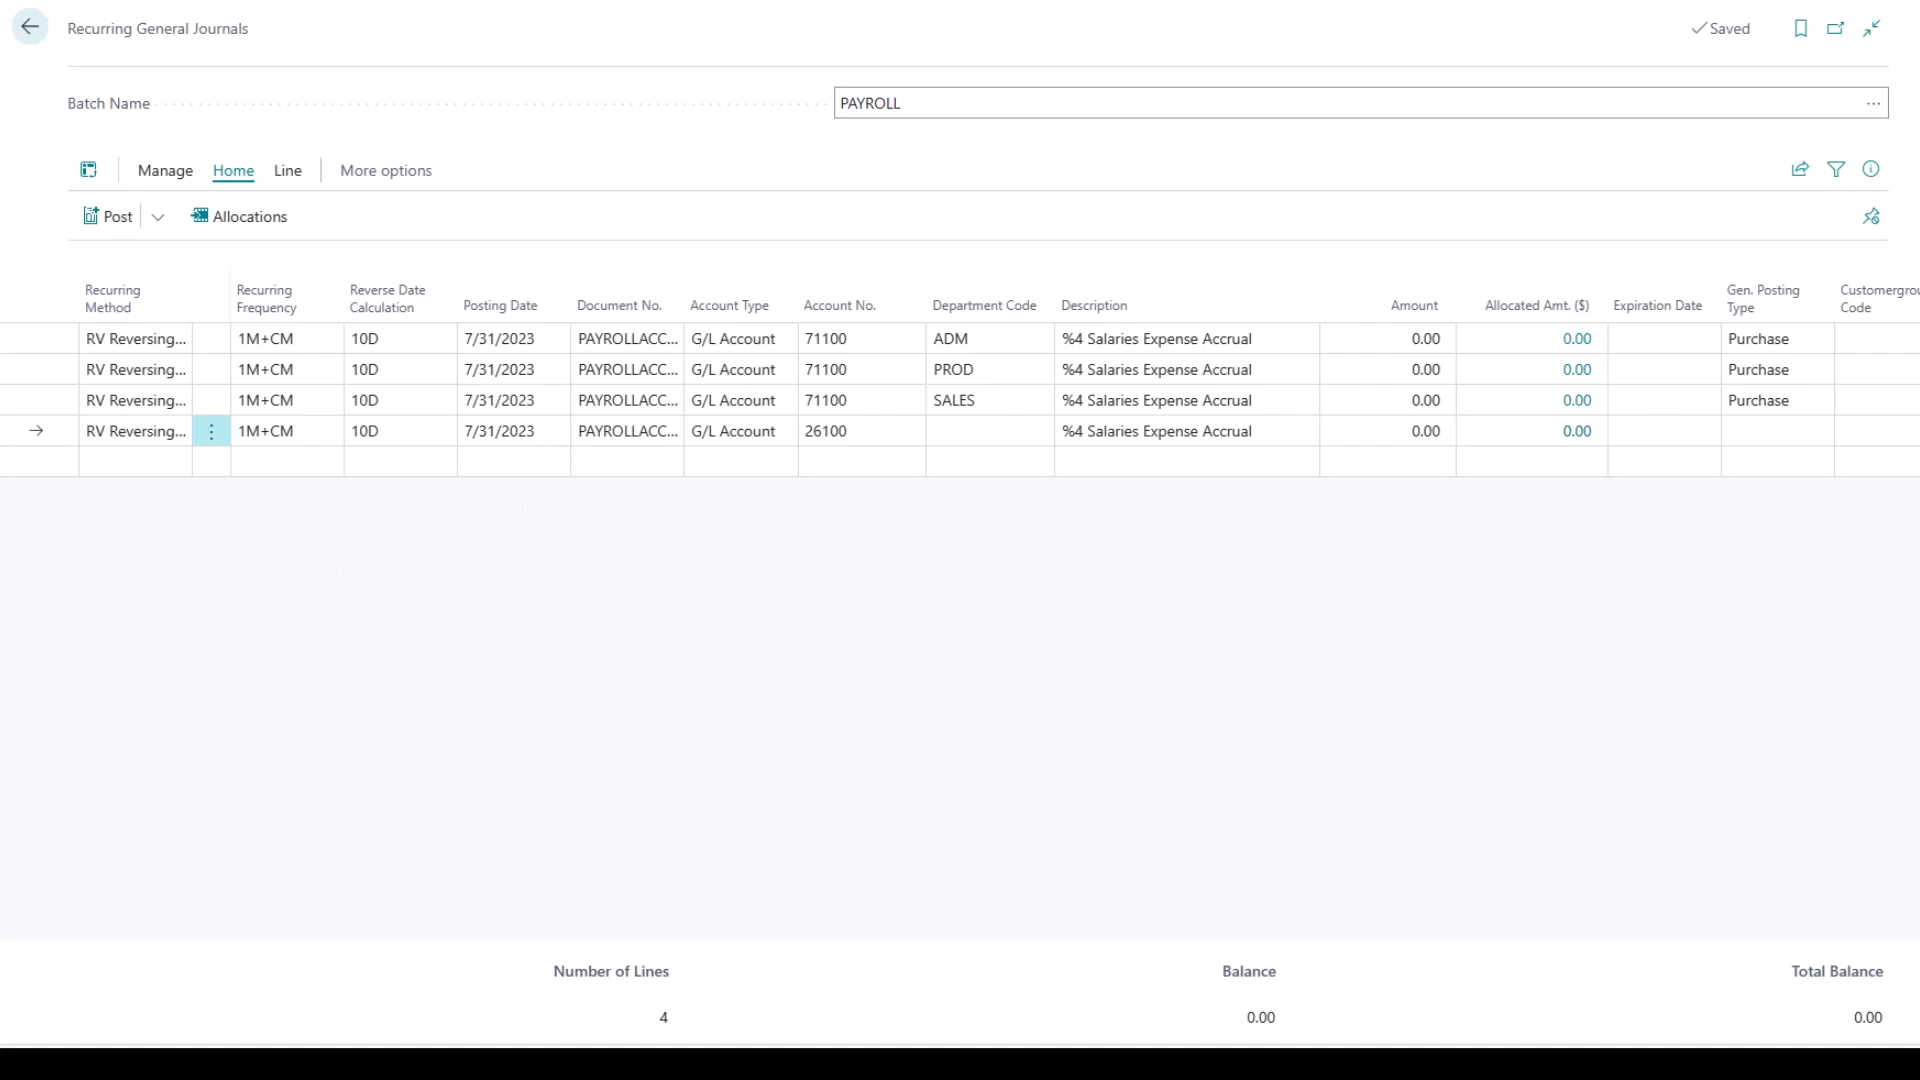 Recurring General Journals
Saved
Batch Name
PAYROLL
Manage Home Line More options
Post Allocations
Recurring Method Recurring Frequency Reverse Date Calculation Posting Date Document No. Account Type Account No. Department Code Description Amount Allocated Amt. ($) Expiration Date Gen. Posting Type Customergrou Code
RV Reversing... 1M+CM 10D 7/31/2023 PAYROLLACC... G/L Account 71100 ADM %4 Salaries Expense Accrual 0.00 0.00 Purchase
RV Reversing... 1M+CM 10D 7/31/2023 PAYROLLACC... G/L Account 71100 PROD %4 Salaries Expense Accrual 0.00 0.00 Purchase
RV Reversing... 1M+CM 10D 7/31/2023 PAYROLLACC... G/L Account 71100 SALES %4 Salaries Expense Accrual 0.00 0.00 Purchase
RV Reversing... 1M+CM 10D 7/31/2023 PAYROLLACC... G/L Account 26100 %4 Salaries Expense Accrual 0.00 0.00
Number of Lines Balance Total Balance
4 0.00 0.00